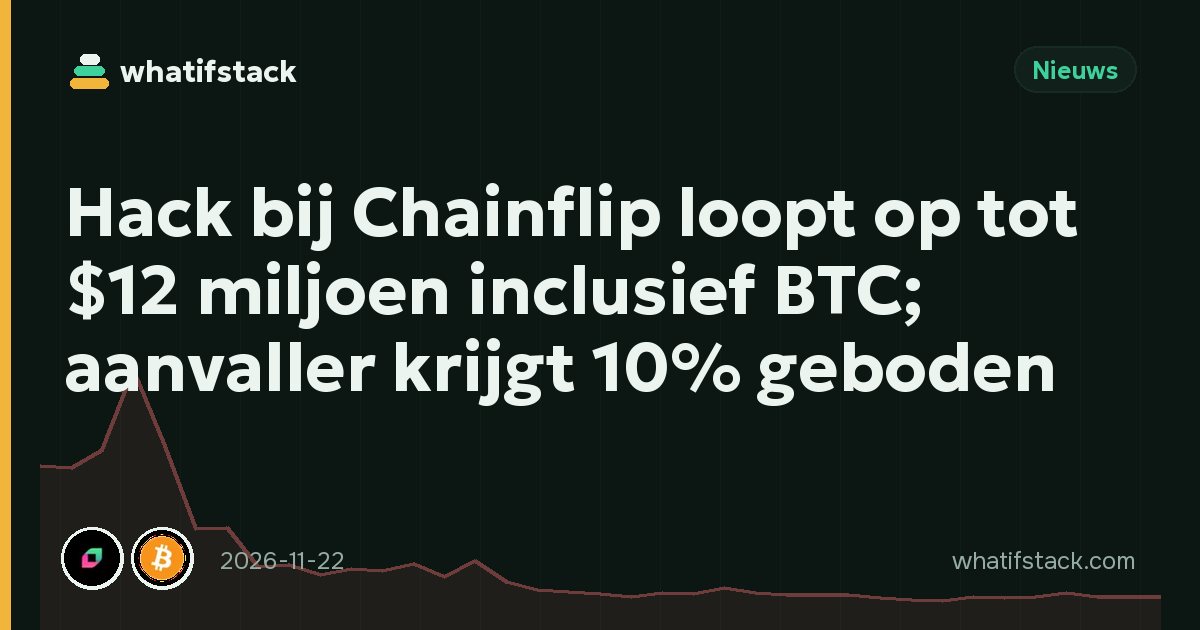 whatifstack
Nieuws
Hack bij Chainflip loopt op tot
$12 miljoen inclusief BTC;
aanvaller krijgt 10% geboden
2026-11-22
whatifstack.com